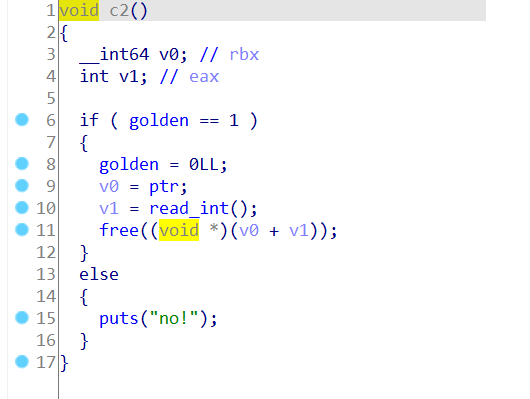 1 void c2()
2 {
3 __int64 v0; // rbx
4 int v1; // eax
5
6 if ( golden == 1 )
7 {
8 golden = 0LL;
9 v0 = ptr;
10 v1 = read_int();
11 free((void *)(v0 + v1));
12 }
13 else
14 {
15 puts("no!");
16 }
17 }